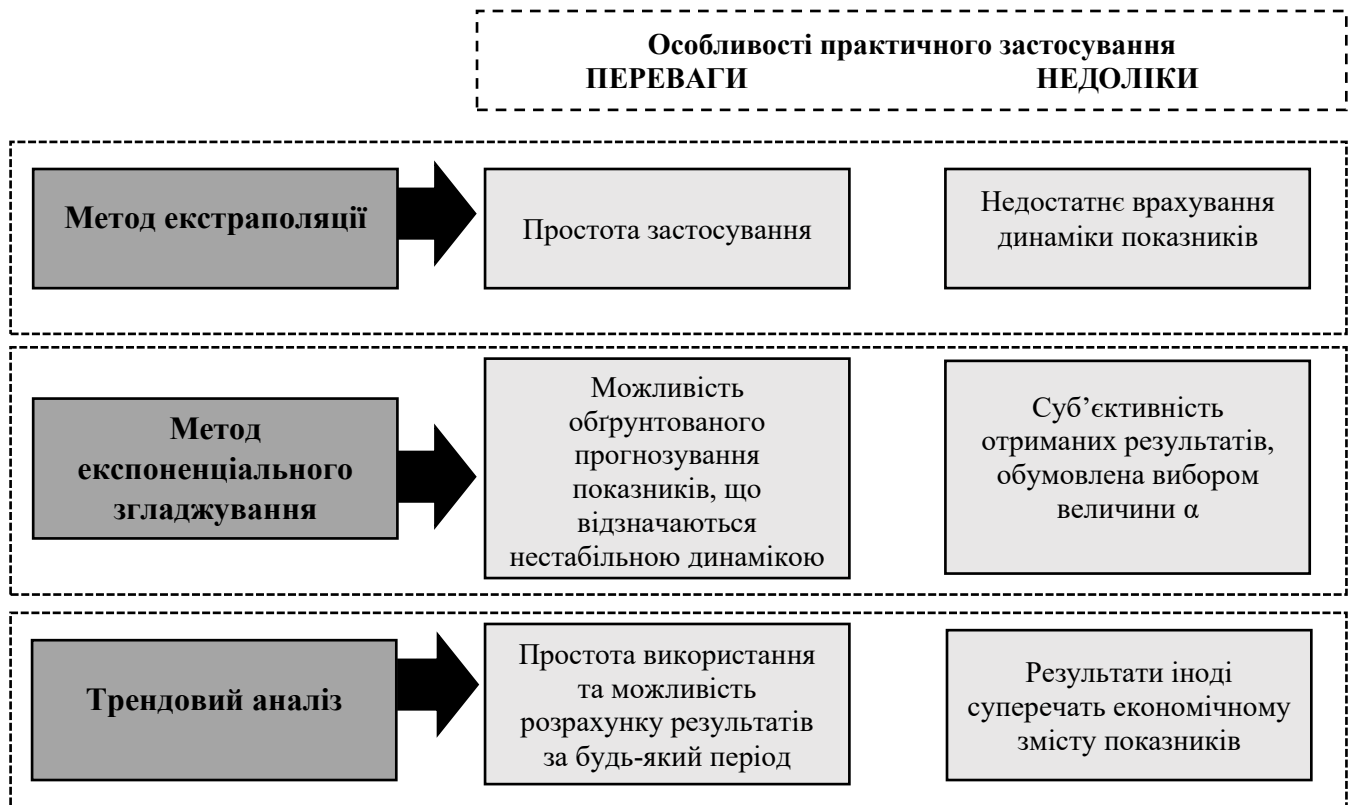 Особливості практичного застосування
ПЕРЕВАГИ НЕДОЛІКИ
Метод екстраполяції
Простота застосування
Недостатнє врахування
динаміки показників
Метод
експоненціального
згладжування
Можливість
обґрунтованого
прогнозування
показників, що
відзначаються
нестабільною динамікою
Суб’єктивність
отриманих результатів,
обумовлена вибором
величини α
Трендовий аналіз
Простота використання
та можливість
розрахунку результатів
за будь-який період
Результати іноді
суперечать економічному
змісту показників